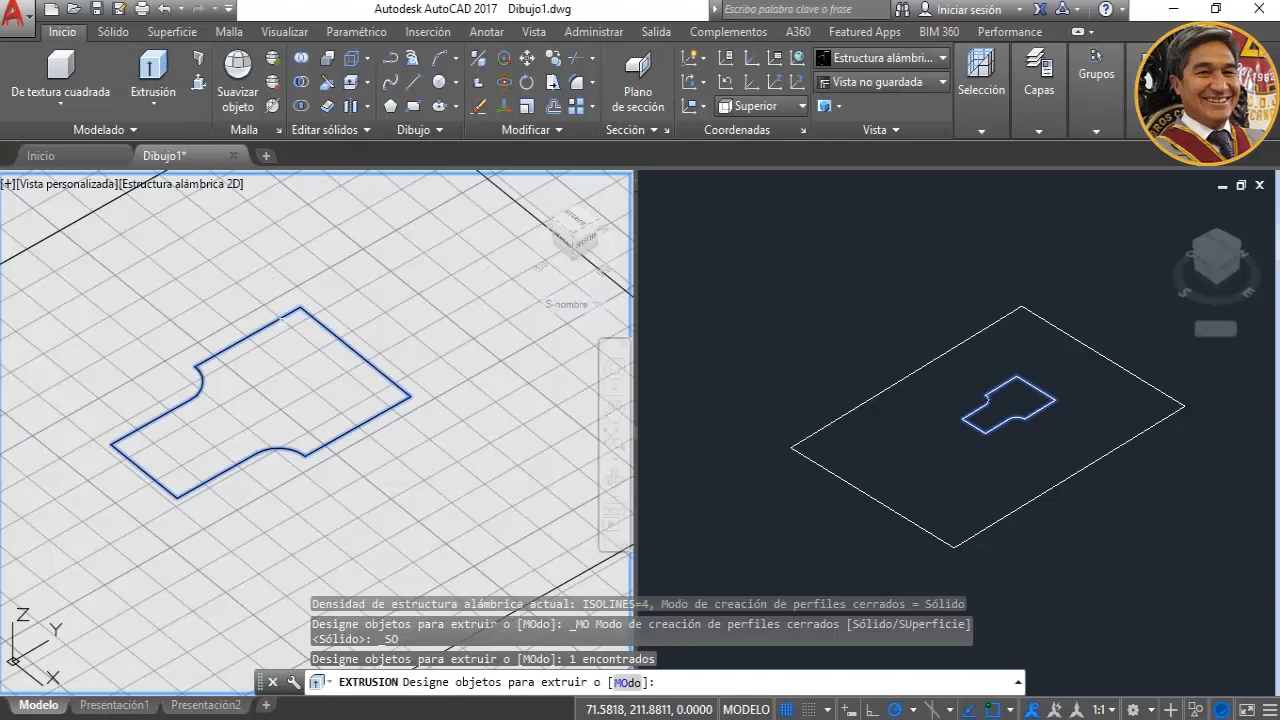 Autodesk AutoCAD 2017 Dibujo1.dwg
Escriba palabra clave o frase
Iniciar sesión
Inicio Sólido Superficie Malla Visualizar Paramétrico Inserción Anotar Vista Administrar Salida Complementos A360 Featured Apps BIM 360 Performance
De textura cuadrada
Extrusión
Suavizar
objeto
Plano
de sección
Estructura alámbri...
Vista no guardada
Superior
Selección
Capas
Grupos
Modelado Malla Editar sólidos Dibujo Modificar Sección Coordenadas Vista
Inicio Dibujo1*
[+][Vista personalizada][Estructura alámbrica 2D]
S-nombre
S E
Z
Y
X
Densidad de estructura alámbrica actual: ISOLINES=4, Modo de creación de perfiles cerrados = Sólido
Designe objetos para extruir o [MOdo]: _MO Modo de creación de perfiles cerrados [Sólido/SUperficie]
<Sólido>: _SO
Designe objetos para extruir o [MOdo]: 1 encontrados
EXTRUSION Designe objetos para extruir o [MOdo]:
Modelo Presentación1 Presentación2
71.5818, 211.8811, 0.0000 MODELO 1:1